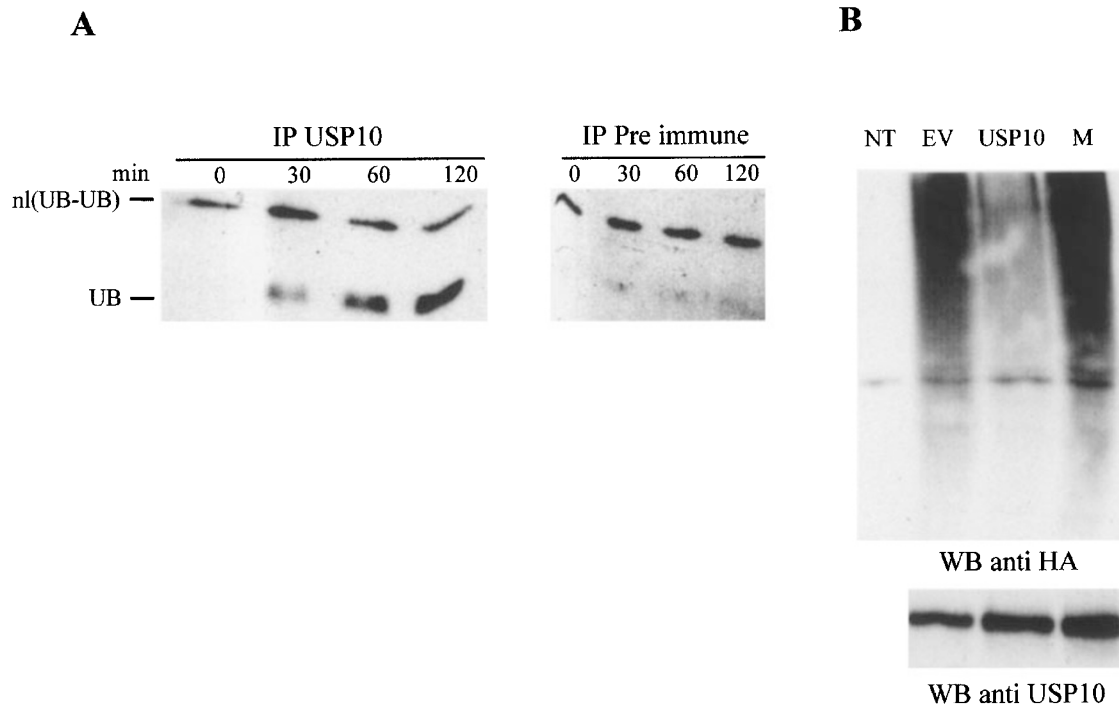 A
B
IP USP10
IP Pre immune
min 0 30 60 120
0 30 60 120
nl(UB-UB)
UB
NT EV USP10 M
WB anti HA
WB anti USP10